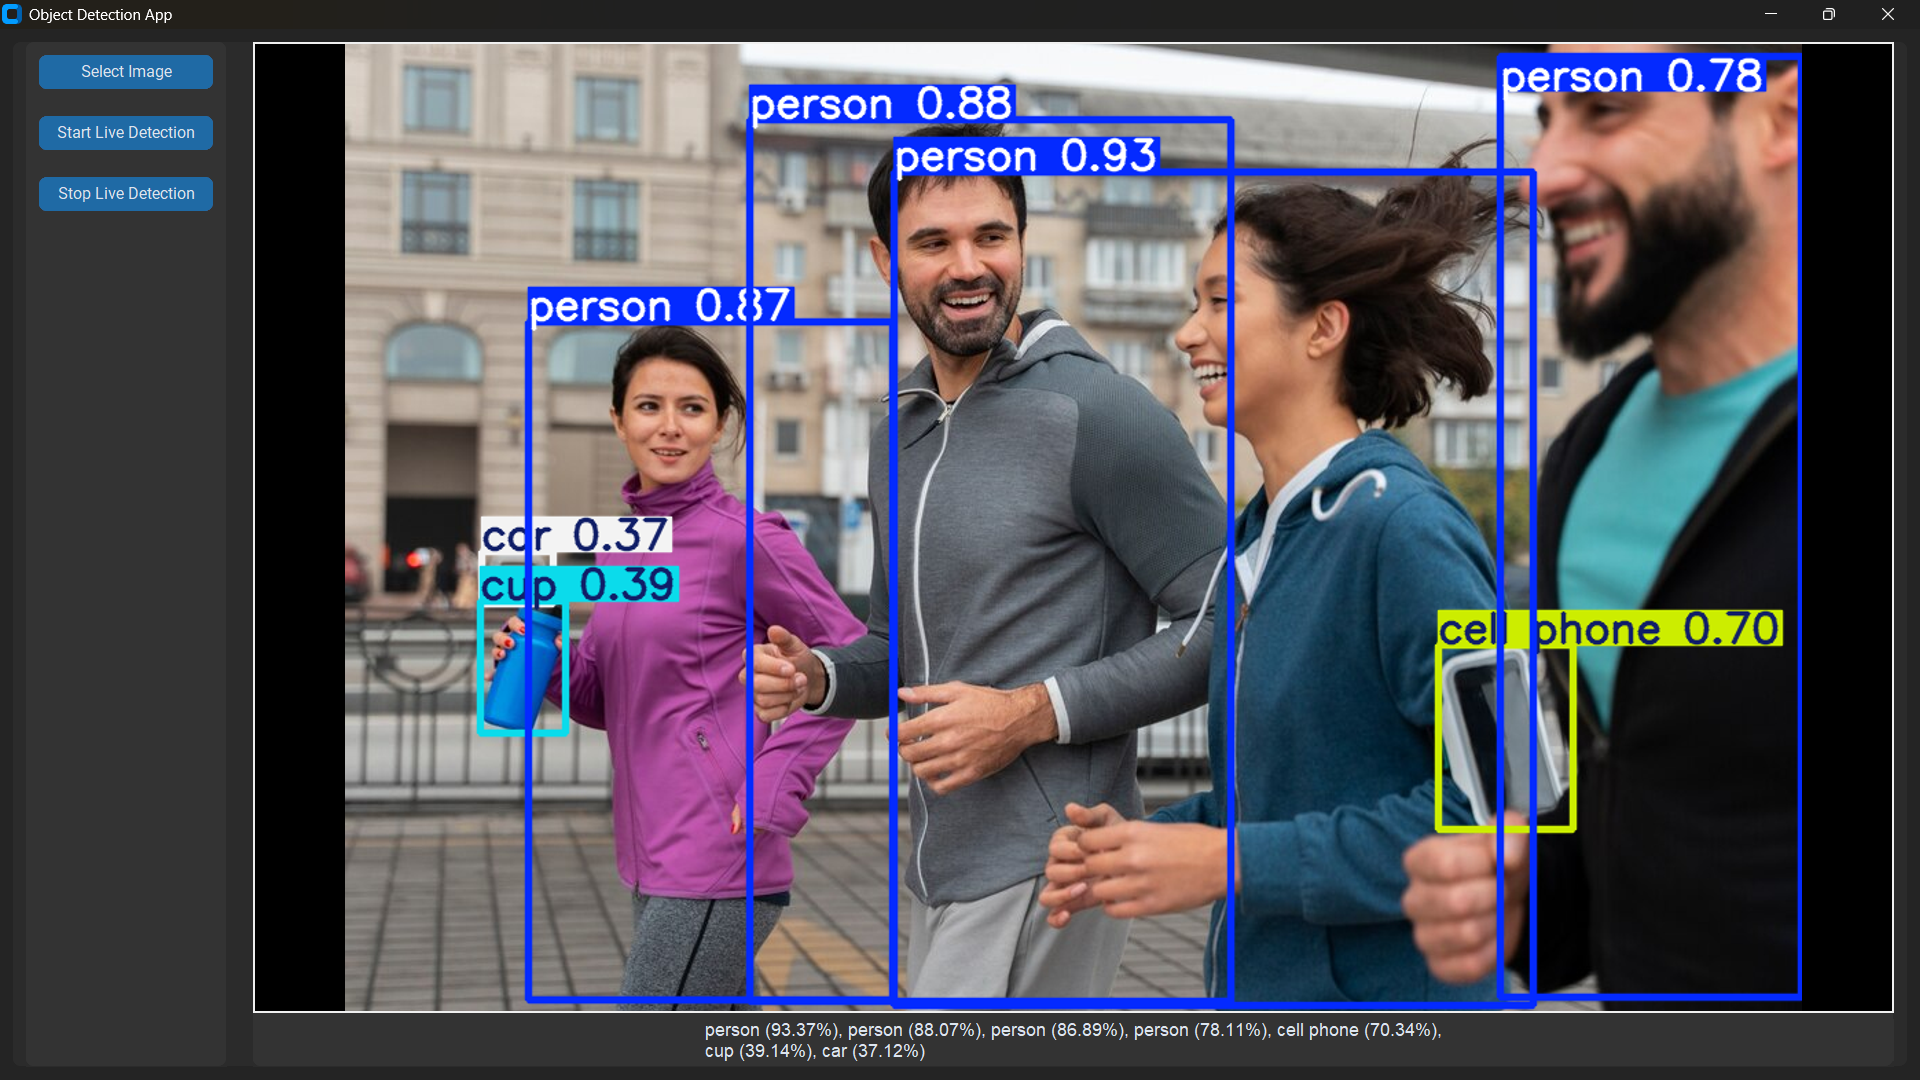 Object Detection App
Select Image
Start Live Detection
Stop Live Detection
person 0.78
person 0.88
person 0.93
person 0.87
car 0.37
cup 0.39
cell phone 0.70
person (93.37%), person (88.07%), person (86.89%), person (78.11%), cell phone (70.34%),
cup (39.14%), car (37.12%)